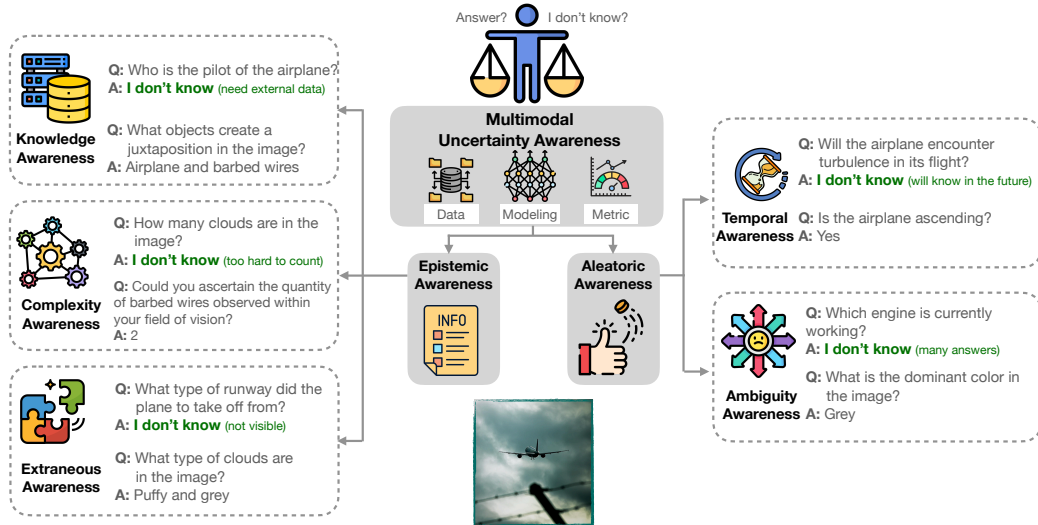 Answer?
I don't know?
Multimodal
Uncertainty Awareness
Data
Modeling
Metric
Epistemic
Awareness
INFO
Aleatoric
Awareness
Knowledge
Awareness
Q: Who is the pilot of the airplane?
A: I don't know (need external data)
Q: What objects create a
juxtaposition in the image?
A: Airplane and barbed wires
Complexity
Awareness
Q: How many clouds are in the
image?
A: I don't know (too hard to count)
Q: Could you ascertain the quantity
of barbed wires observed within
your field of vision?
A: 2
Extraneous
Awareness
Q: What type of runway did the
plane to take off from?
A: I don't know (not visible)
Q: What type of clouds are
in the image?
A: Puffy and grey
Temporal
Awareness
Q: Will the airplane encounter
turbulence in its flight?
A: I don't know (will know in the future)
Q: Is the airplane ascending?
A: Yes
Ambiguity
Awareness
Q: Which engine is currently
working?
A: I don't know (many answers)
Q: What is the dominant color in
the image?
A: Grey